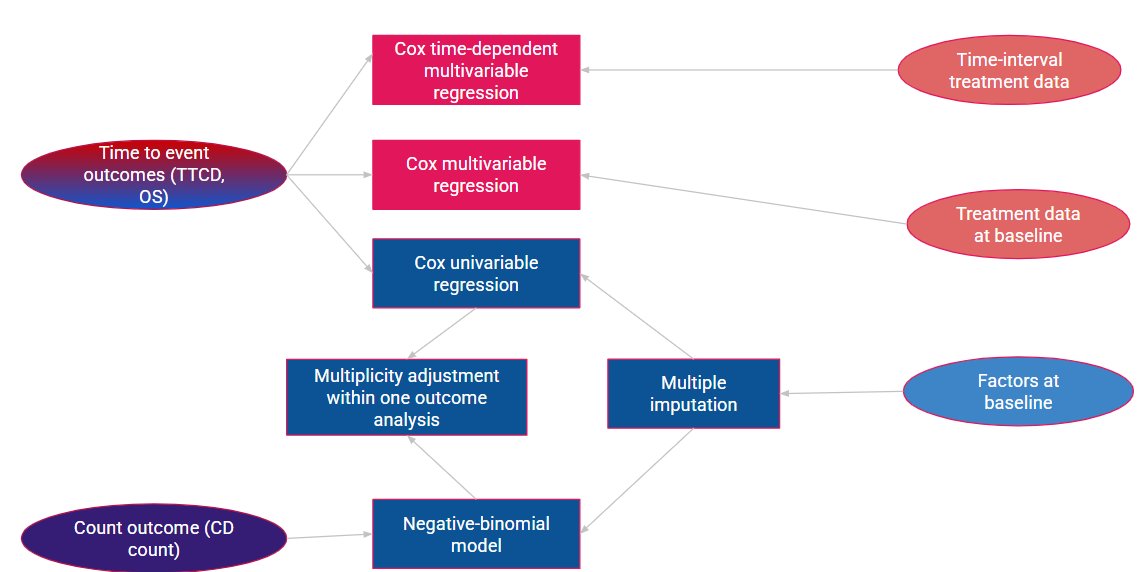 Cox time-dependent
multivariable
regression
Time-interval
treatment data
Time to event
outcomes (TTCD,
OS)
Cox multivariable
regression
Treatment data
at baseline
Cox univariable
regression
Multiplicity adjustment
within one outcome
analysis
Multiple
imputation
Factors at
baseline
Count outcome (CD
count)
Negative-binomial
model